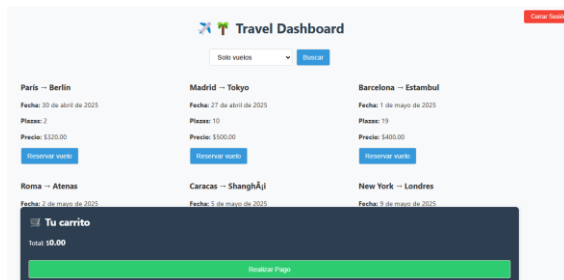 Cerrar Sesión
Travel Dashboard
Solo vuelos Buscar
París → Berlín Madrid → Tokyo Barcelona → Estambul
Fecha: 30 de abril de 2025 Fecha: 27 de abril de 2025 Fecha: 1 de mayo de 2025
Plazas: 2 Plazas: 10 Plazas: 19
Precio: $320.00 Precio: $500.00 Precio: $400.00
Reservar vuelo Reservar vuelo Reservar vuelo
Roma → Atenas Caracas → ShanghÃ¡i New York → Londres
Fecha: 2 de mayo de 2025 Fecha: 5 de mayo de 2025 Fecha: 9 de mayo de 2025
Tu carrito
Total: $0.00
Realizar Pago